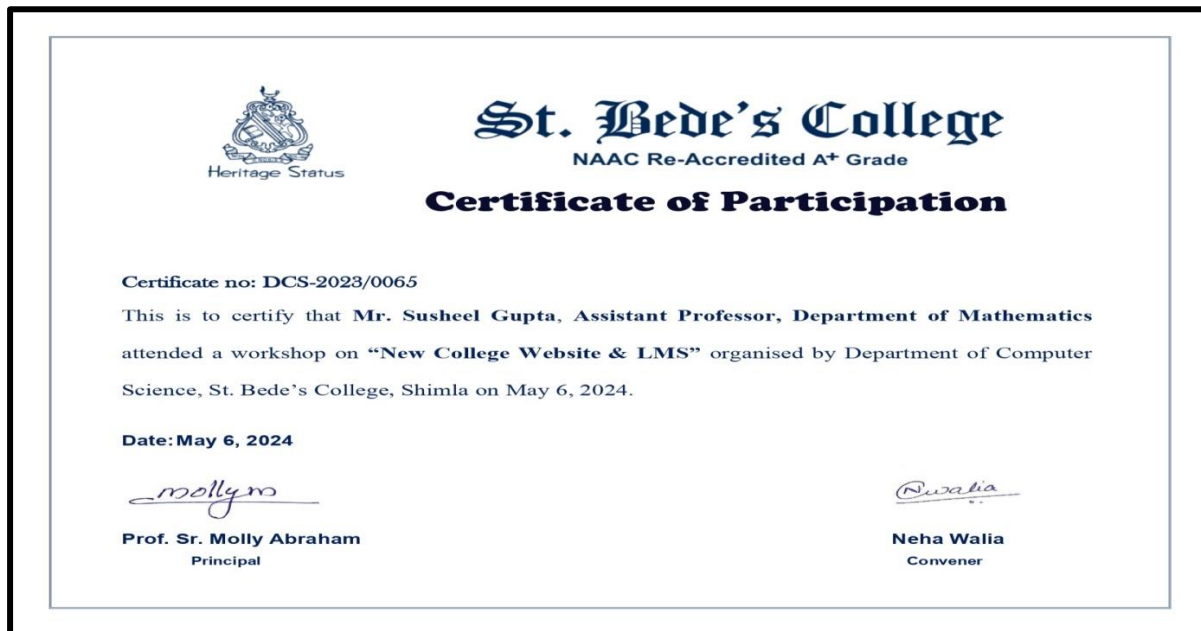 St. Bede's College
NAAC Re-Accredited A+ Grade
Heritage Status
Certificate of Participation
Certificate no: DCS-2023/0065
This is to certify that Mr. Susheel Gupta, Assistant Professor, Department of Mathematics
attended a workshop on “New College Website & LMS” organised by Department of Computer
Science, St. Bede’s College, Shimla on May 6, 2024.
Date: May 6, 2024
mollym
Nwalia
Prof. Sr. Molly Abraham
Neha Walia
Principal
Convener